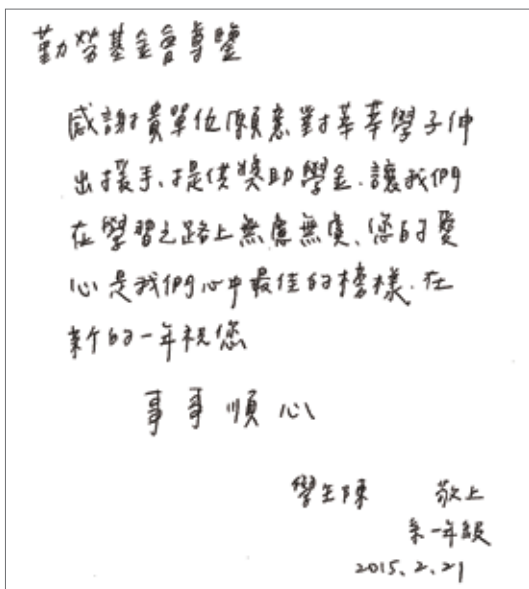 勤勞基金會尊鑒
感謝貴單位願意對莘莘學子伸
出援手、提供獎助學金.讓我們
在學習之路上無慮無虞、您的愛
心是我們心中最佳的榜樣.在
新的一年祝您
事事順心
學生陳 敬上
系一年級
2015.2.21